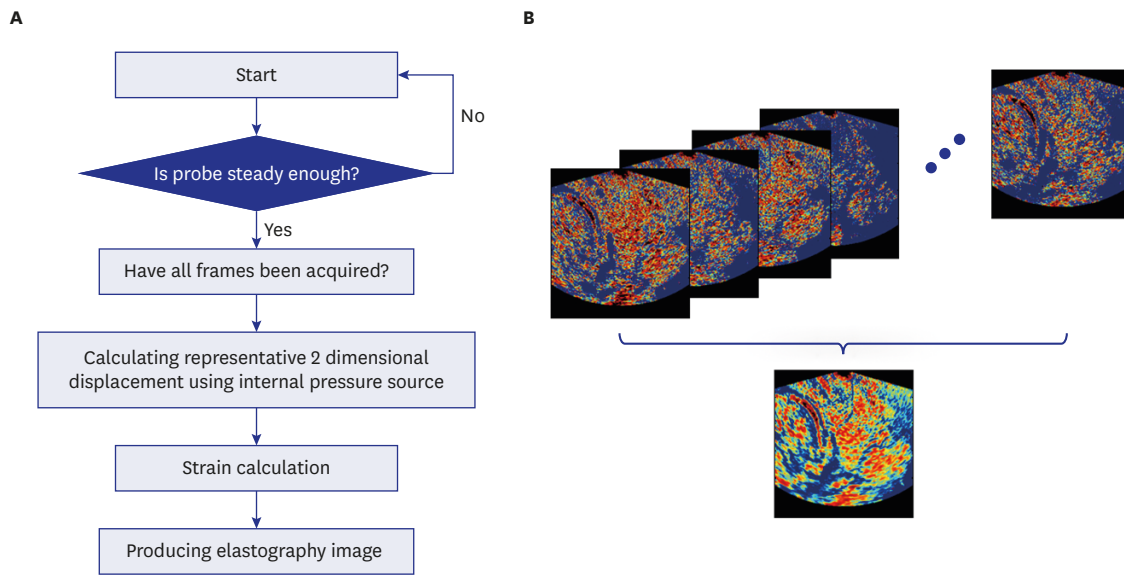 A
B
Start
No
Is probe steady enough?
Yes
Have all frames been acquired?
Calculating representative 2 dimensional
displacement using internal pressure source
Strain calculation
Producing elastography image